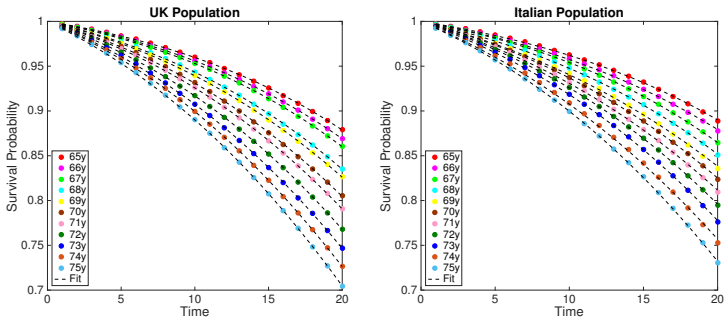 UK Population
Survival Probability
1
0.95
0.9
0.85
0.8
0.75
0.7
65y
66y
67y
68y
69y
70y
71y
72y
73y
74y
75y
Fit
0
5
10
15
20
Time
Italian Population
Survival Probability
1
0.95
0.9
0.85
0.8
0.75
0.7
65y
66y
67y
68y
69y
70y
71y
72y
73y
74y
75y
Fit
0
5
10
15
20
Time